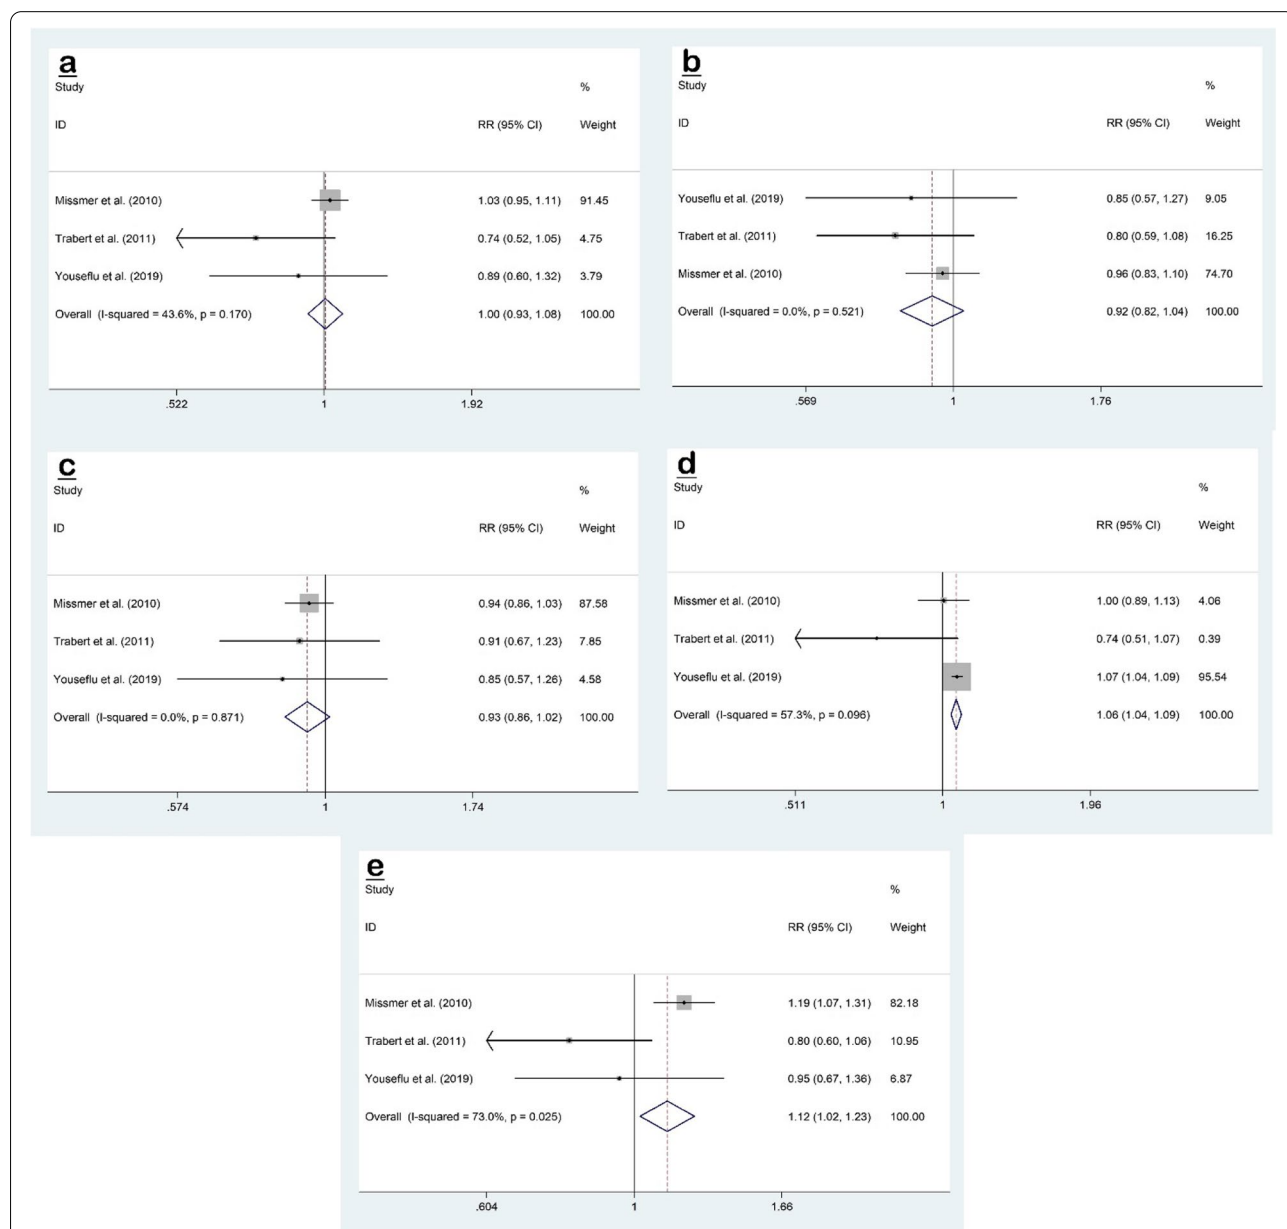 a
Study %
ID RR (95% CI) Weight
Missmer et al. (2010) 1.03 (0.95, 1.11) 91.45
Trabert et al. (2011) 0.74 (0.52, 1.05) 4.75
Youseflu et al. (2019) 0.89 (0.60, 1.32) 3.79
Overall (I-squared = 43.6%, p = 0.170) 1.00 (0.93, 1.08) 100.00
.522 1 1.92
b
Study %
ID RR (95% CI) Weight
Youseflu et al. (2019) 0.85 (0.57, 1.27) 9.05
Trabert et al. (2011) 0.80 (0.59, 1.08) 16.25
Missmer et al. (2010) 0.96 (0.83, 1.10) 74.70
Overall (I-squared = 0.0%, p = 0.521) 0.92 (0.82, 1.04) 100.00
.569 1 1.76
c
Study %
ID RR (95% CI) Weight
Missmer et al. (2010) 0.94 (0.86, 1.03) 87.58
Trabert et al. (2011) 0.91 (0.67, 1.23) 7.85
Youseflu et al. (2019) 0.85 (0.57, 1.26) 4.58
Overall (I-squared = 0.0%, p = 0.871) 0.93 (0.86, 1.02) 100.00
.574 1 1.74
d
Study %
ID RR (95% CI) Weight
Missmer et al. (2010) 1.00 (0.89, 1.13) 4.06
Trabert et al. (2011) 0.74 (0.51, 1.07) 0.39
Youseflu et al. (2019) 1.07 (1.04, 1.09) 95.54
Overall (I-squared = 57.3%, p = 0.096) 1.06 (1.04, 1.09) 100.00
.511 1 1.96
e
Study %
ID RR (95% CI) Weight
Missmer et al. (2010) 1.19 (1.07, 1.31) 82.18
Trabert et al. (2011) 0.80 (0.60, 1.06) 10.95
Youseflu et al. (2019) 0.95 (0.67, 1.36) 6.87
Overall (I-squared = 73.0%, p = 0.025) 1.12 (1.02, 1.23) 100.00
.604 1 1.66